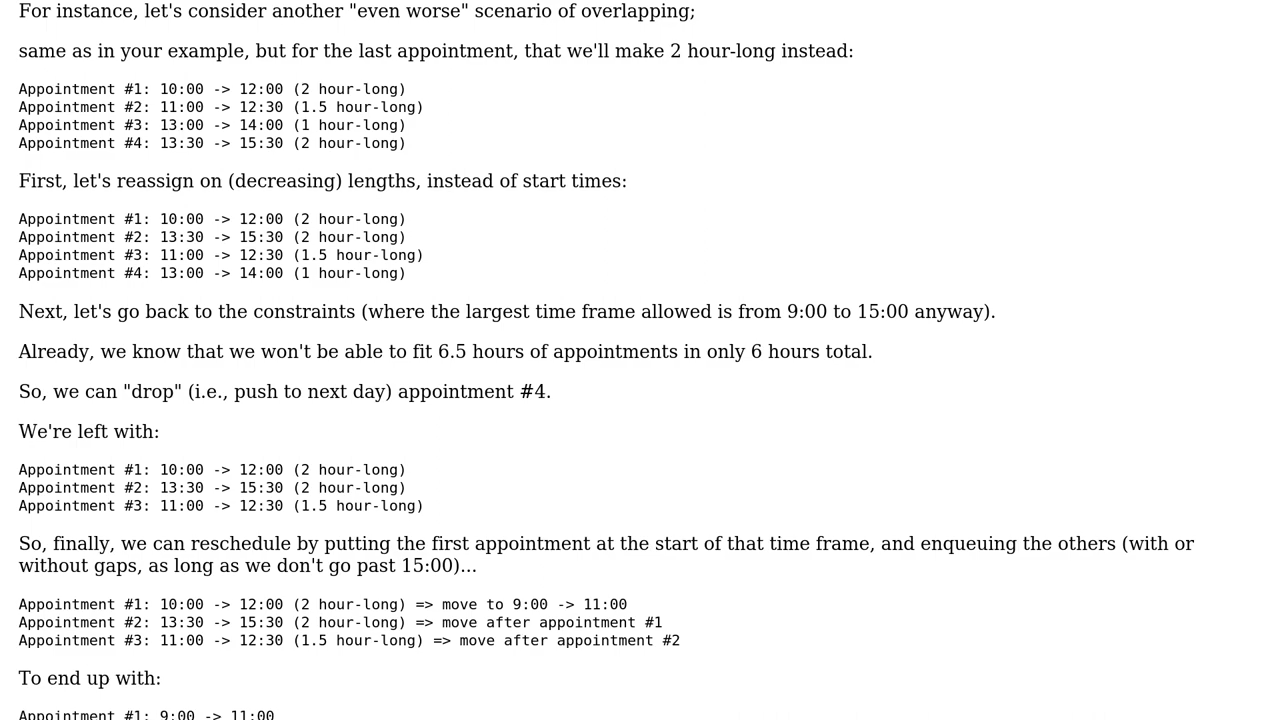 For instance, let's consider another "even worse" scenario of overlapping;
same as in your example, but for the last appointment, that we'll make 2 hour-long instead:
Appointment #1: 10:00 -> 12:00 (2 hour-long)
Appointment #2: 11:00 -> 12:30 (1.5 hour-long)
Appointment #3: 13:00 -> 14:00 (1 hour-long)
Appointment #4: 13:30 -> 15:30 (2 hour-long)
First, let's reassign on (decreasing) lengths, instead of start times:
Appointment #1: 10:00 -> 12:00 (2 hour-long)
Appointment #2: 13:30 -> 15:30 (2 hour-long)
Appointment #3: 11:00 -> 12:30 (1.5 hour-long)
Appointment #4: 13:00 -> 14:00 (1 hour-long)
Next, let's go back to the constraints (where the largest time frame allowed is from 9:00 to 15:00 anyway).
Already, we know that we won't be able to fit 6.5 hours of appointments in only 6 hours total.
So, we can "drop" (i.e., push to next day) appointment #4.
We're left with:
Appointment #1: 10:00 -> 12:00 (2 hour-long)
Appointment #2: 13:30 -> 15:30 (2 hour-long)
Appointment #3: 11:00 -> 12:30 (1.5 hour-long)
So, finally, we can reschedule by putting the first appointment at the start of that time frame, and enqueuing the others (with or
without gaps, as long as we don't go past 15:00)...
Appointment #1: 10:00 -> 12:00 (2 hour-long) => move to 9:00 -> 11:00
Appointment #2: 13:30 -> 15:30 (2 hour-long) => move after appointment #1
Appointment #3: 11:00 -> 12:30 (1.5 hour-long) => move after appointment #2
To end up with:
Appointment #1: 9:00 -> 11:00